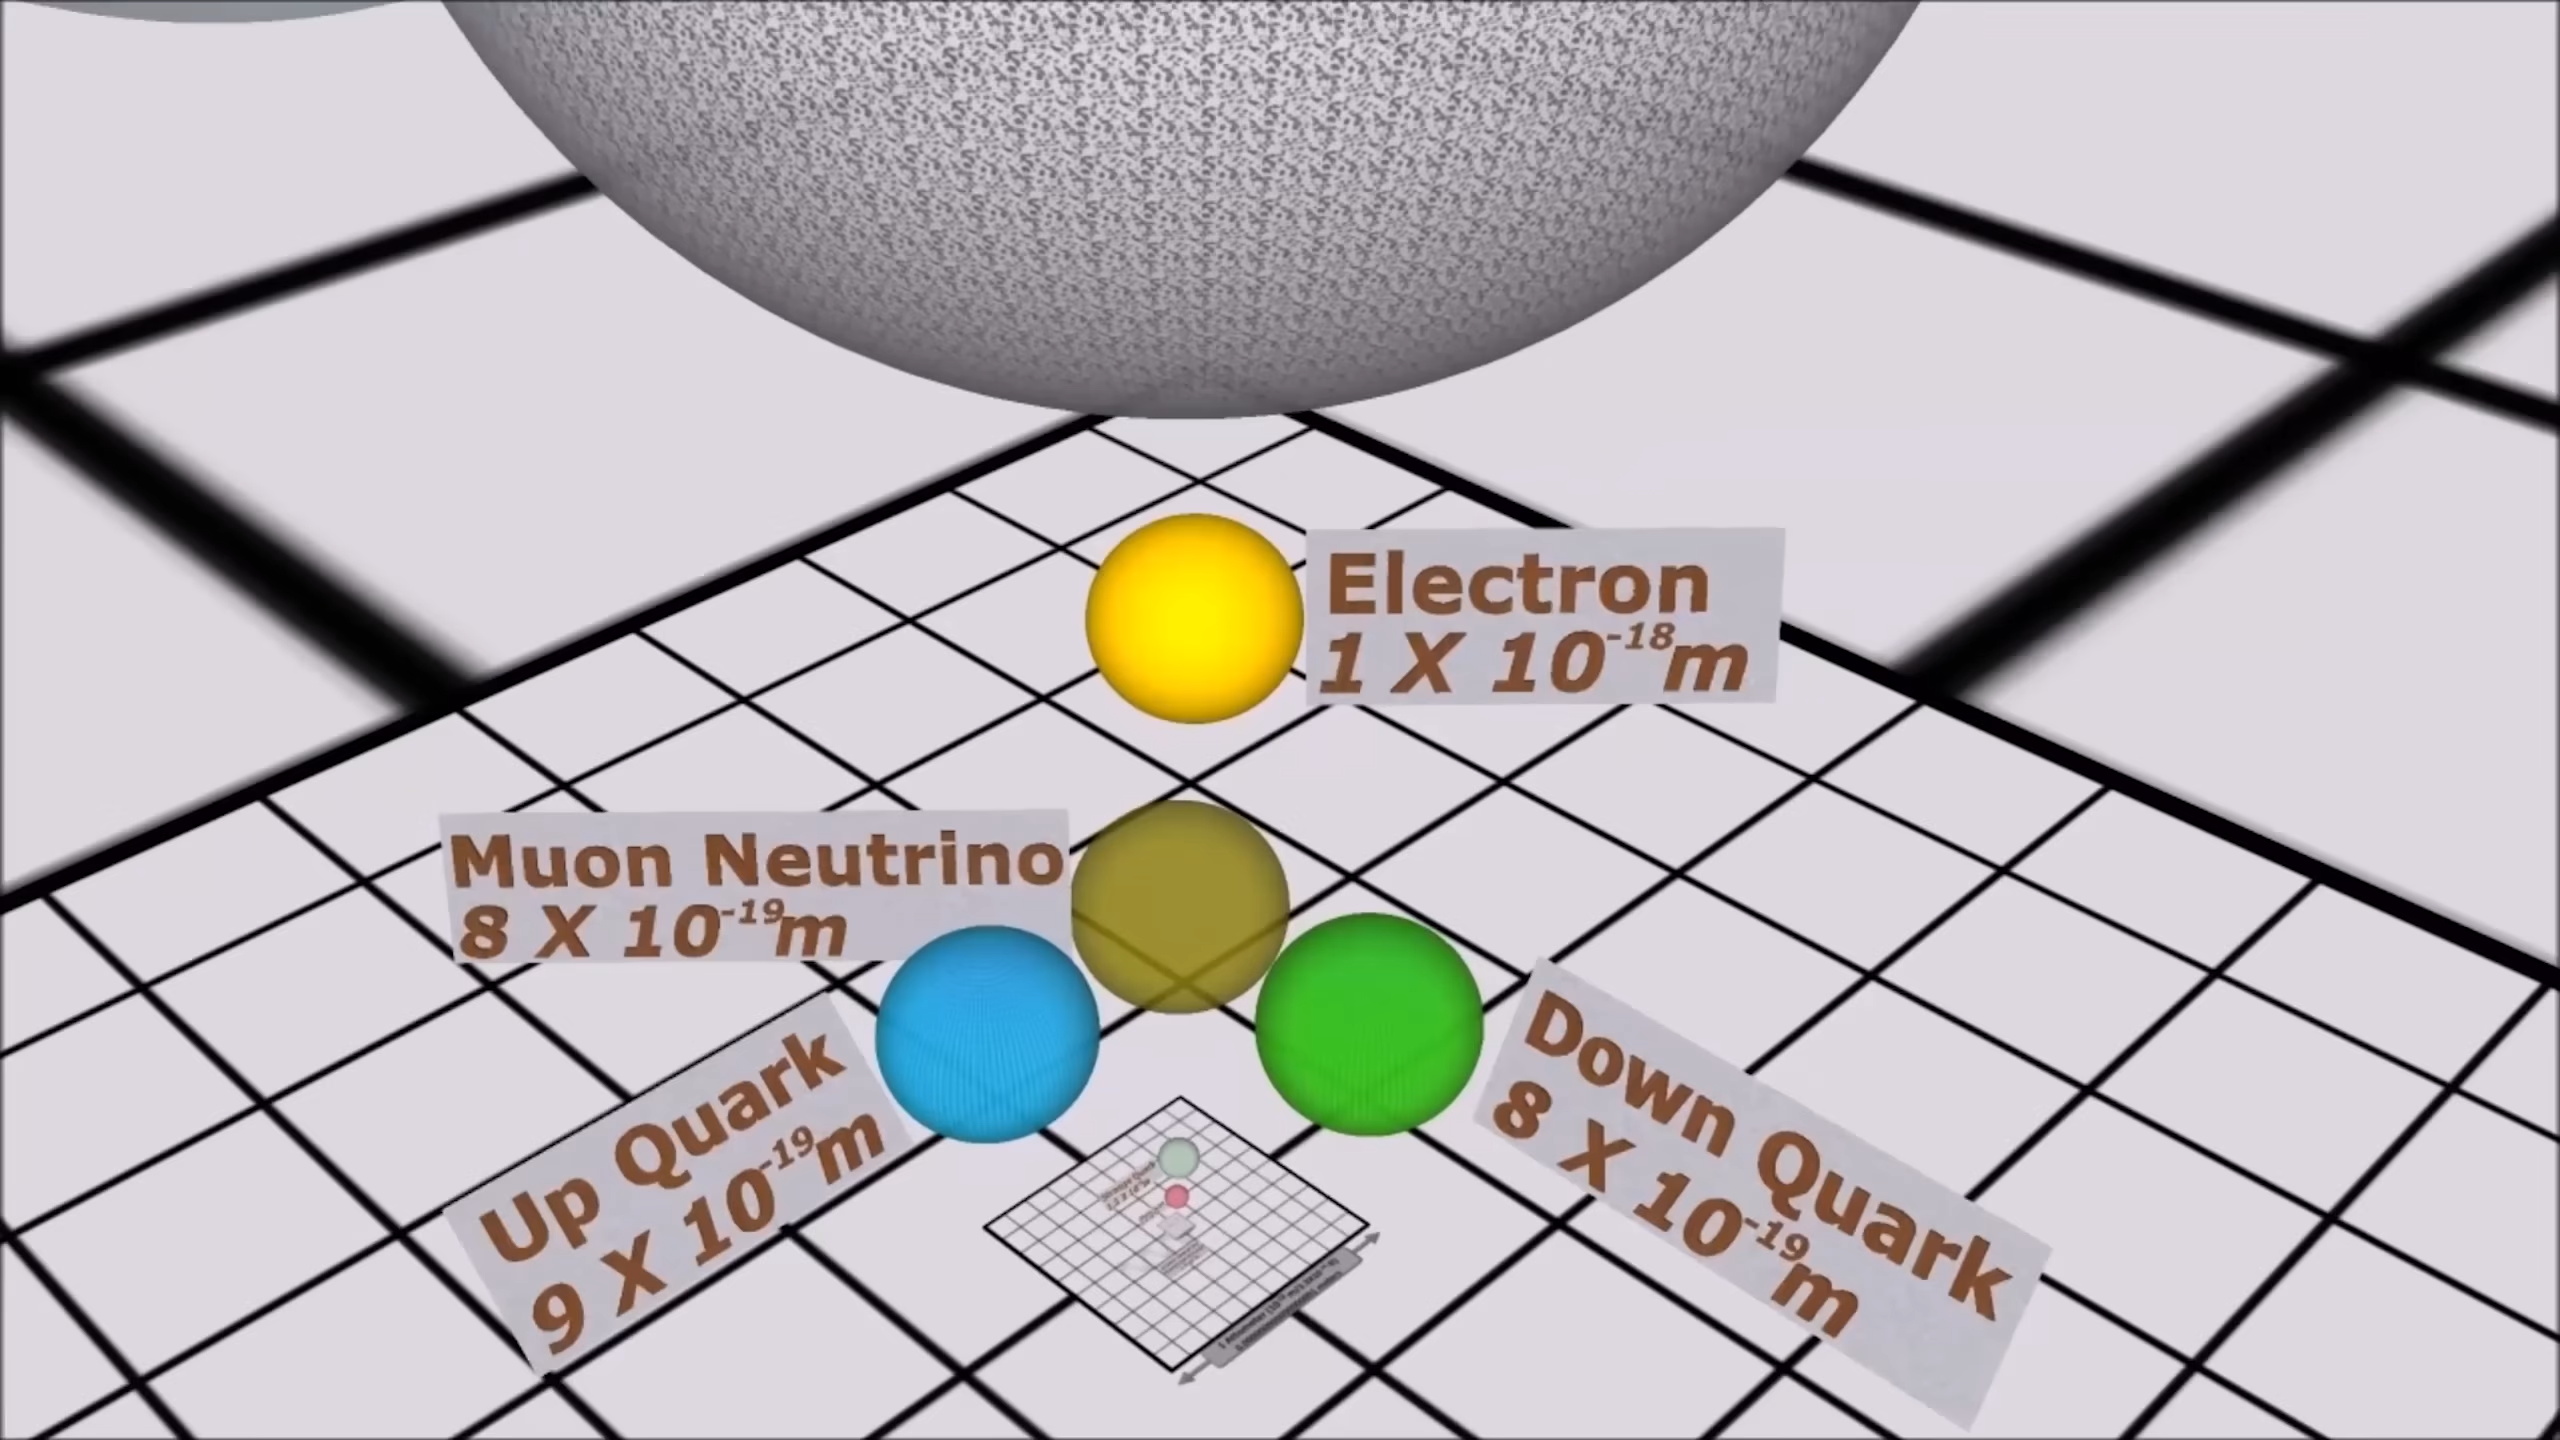 Electron
1 X 10⁻¹⁸m
Muon Neutrino
8 X 10⁻¹⁹m
Up Quark
9 X 10⁻¹⁹m
Down Quark
8 X 10⁻¹⁹m